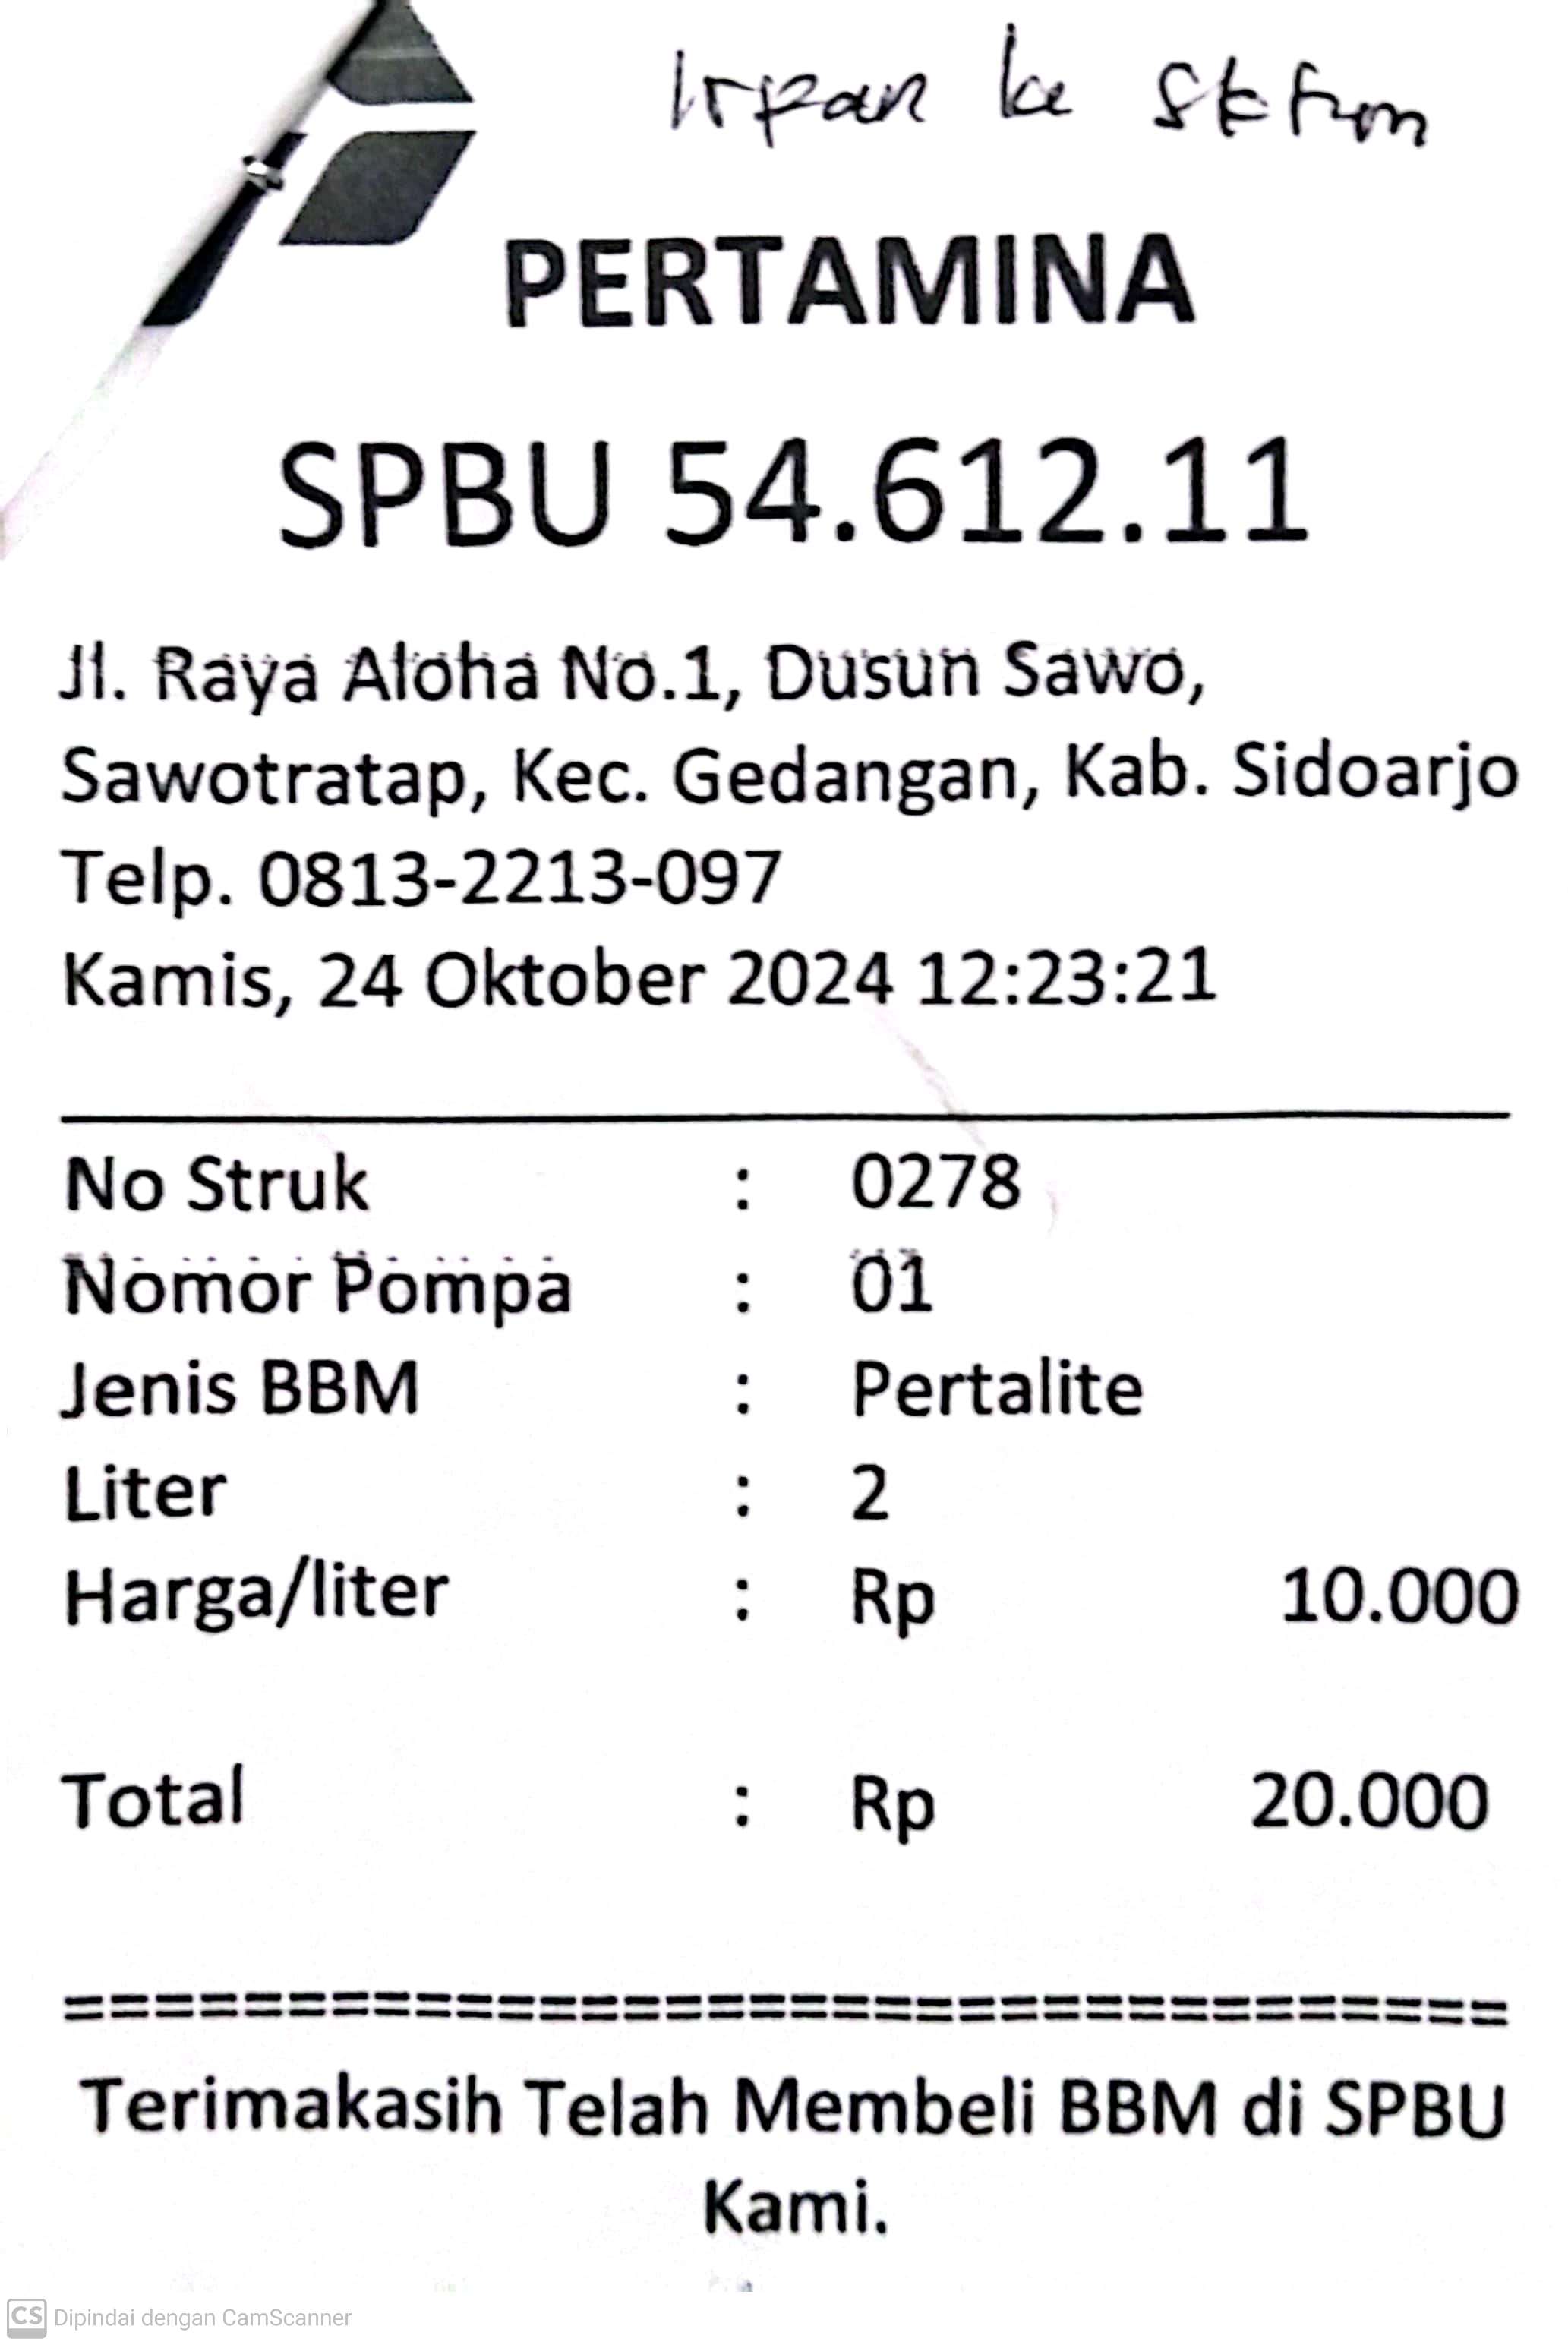 Irpan ke
PERTAMINA
SPBU 54.612.11
Jl. Raya Aloha No.1, Dusun Sawo,
Sawotratap, Kec. Gedangan, Kab. Sidoarjo
Telp. 0813-2213-097
Kamis, 24 Oktober 2024 12:23:21
No Struk : 0278
Nomor Pompa : 01
Jenis BBM : Pertalite
Liter : 2
Harga/liter : Rp 10.000
Total : Rp 20.000
==================================
Terimakasih Telah Membeli BBM di SPBU
Kami.
CS Dipindai dengan CamScanner